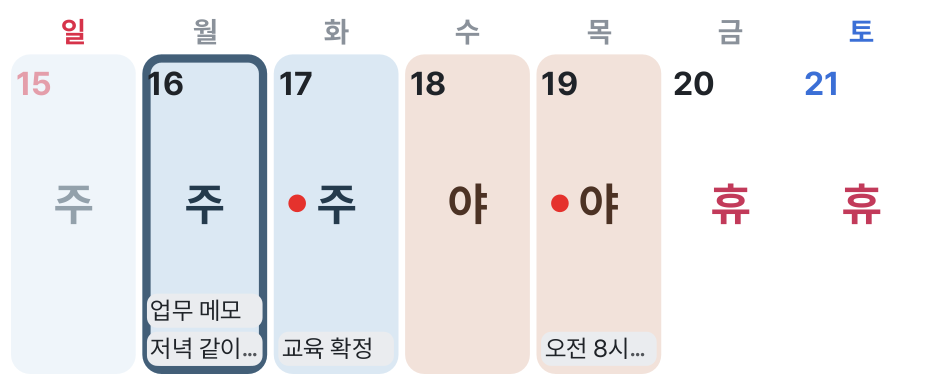 일 월 화 수 목 금 토
15 16 17 18 19 20 21
주 주 주 야 야 휴 휴
업무 메모
저녁 같이... 교육 확정 오전 8시...